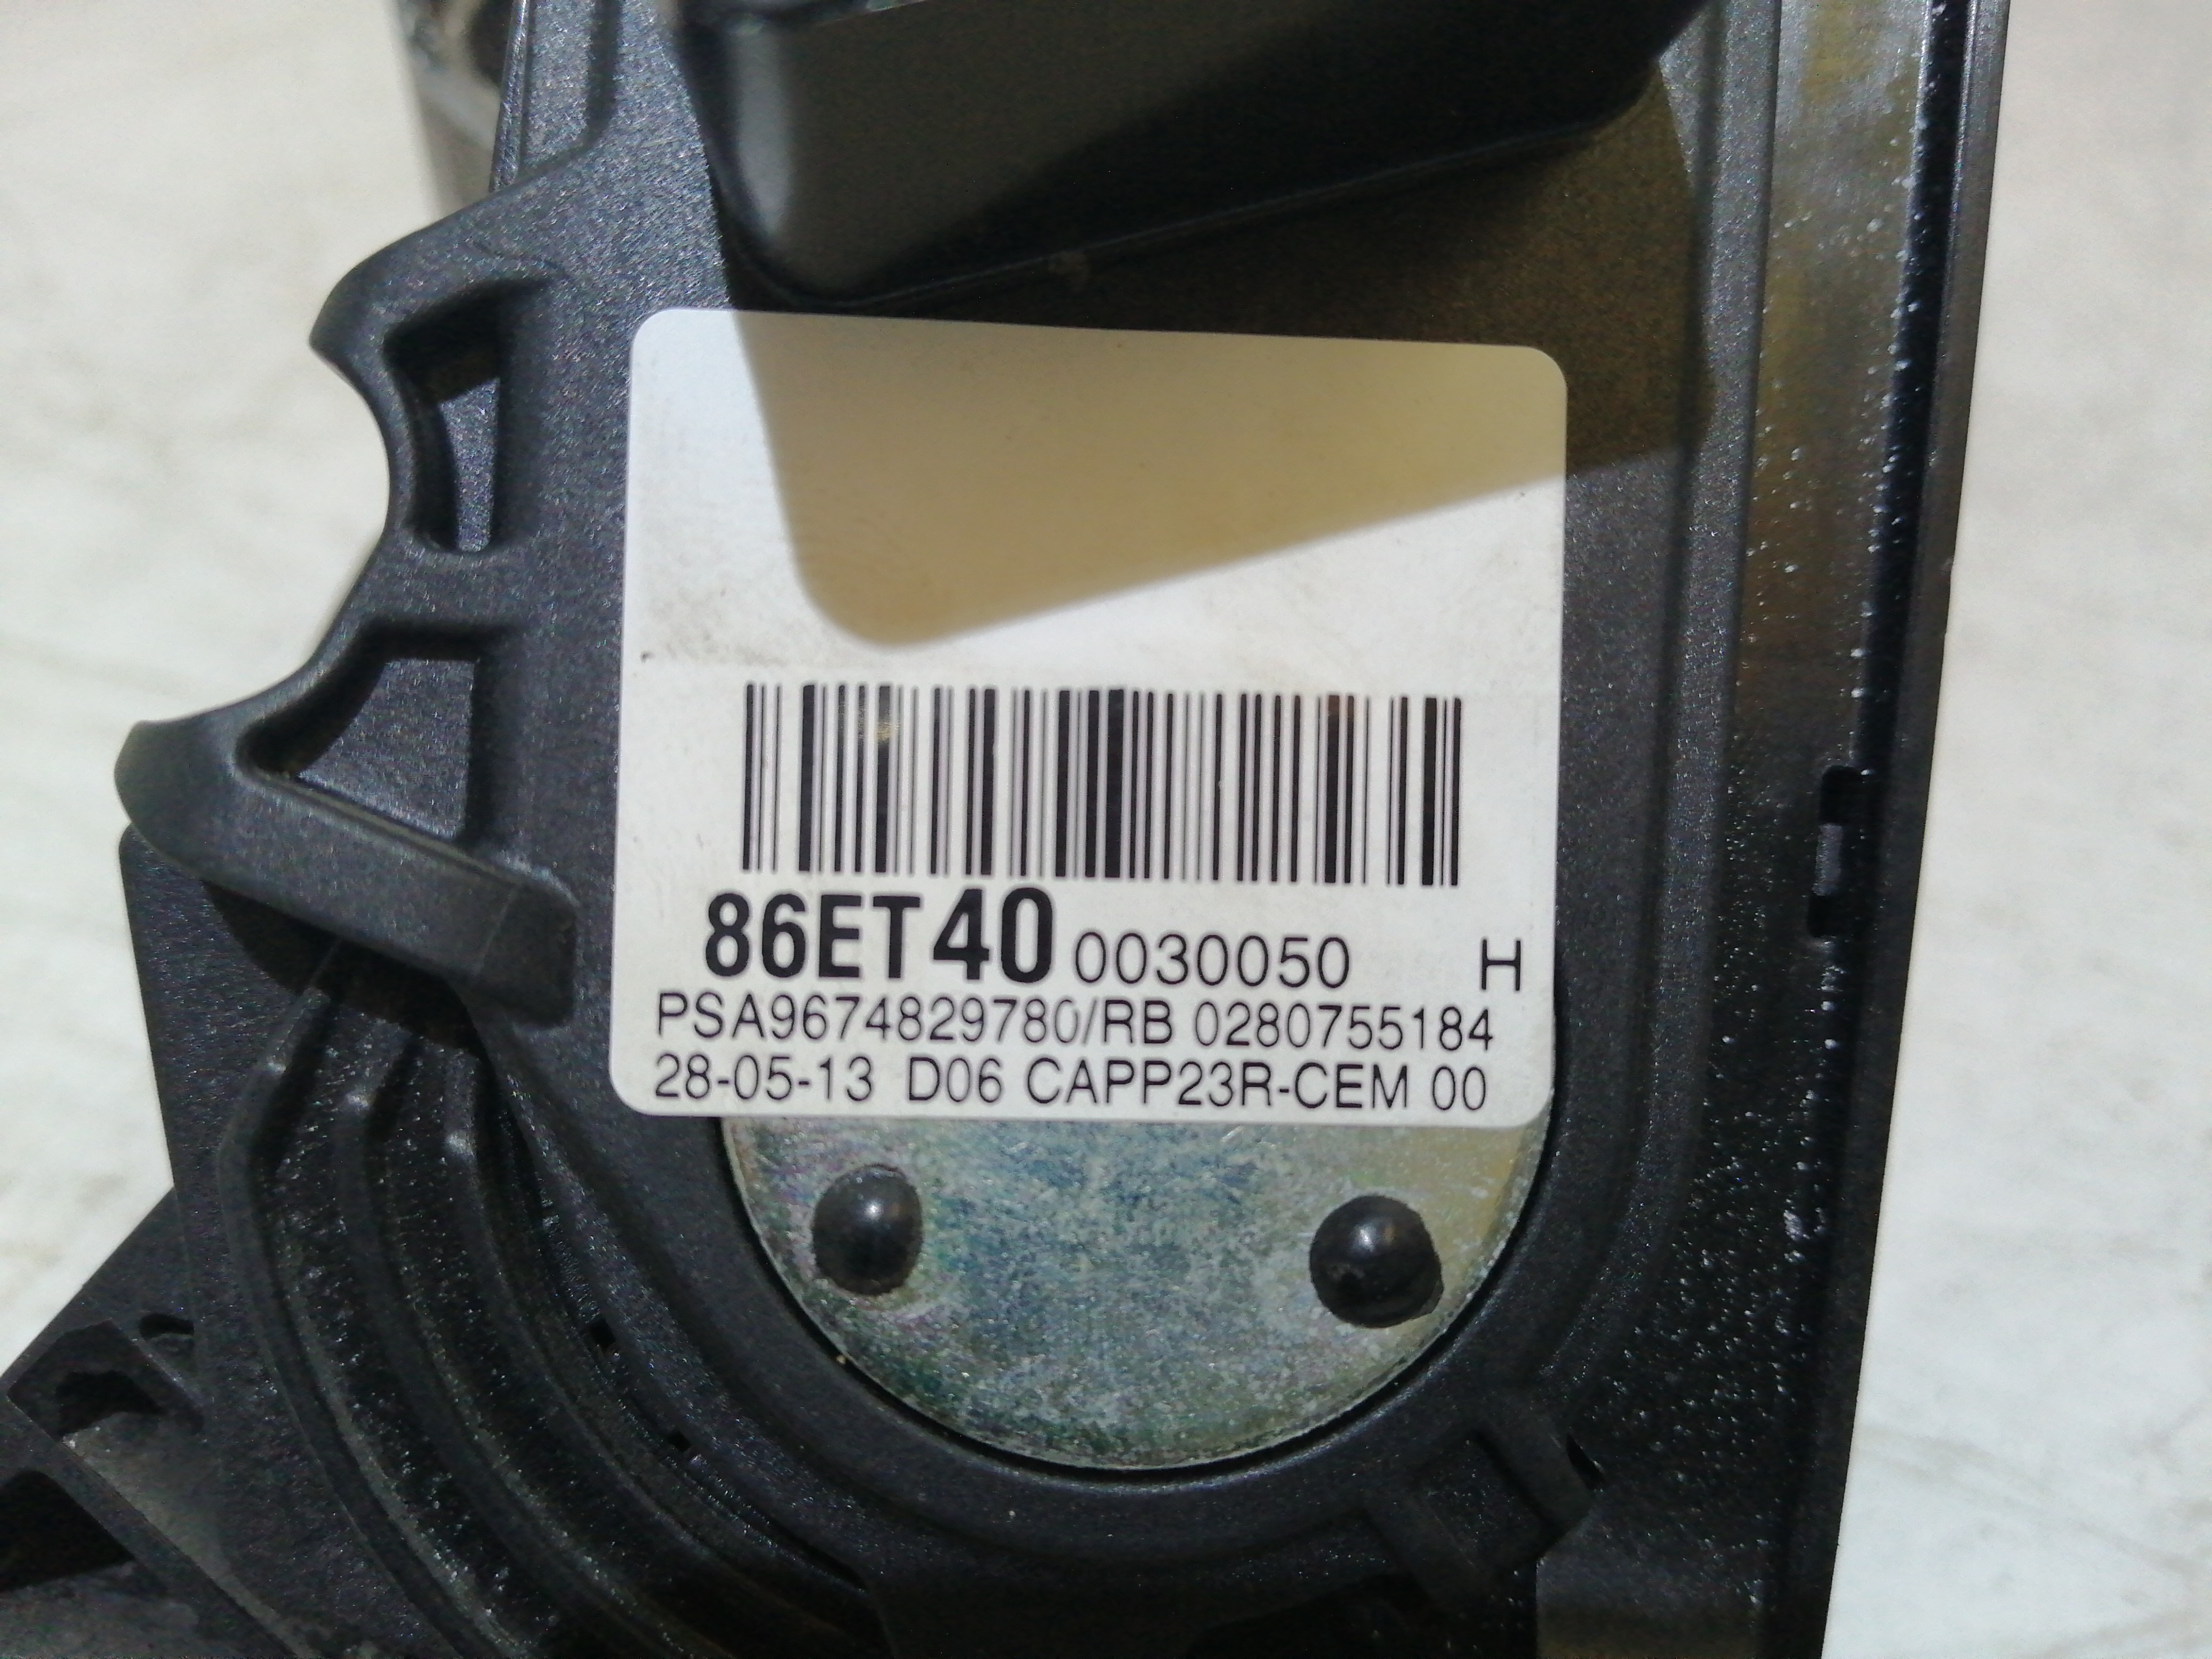 86ET40 0030050 H
PSA9674829780/RB 0280755184
28-05-13 D06 CAPP23R-CEM 00